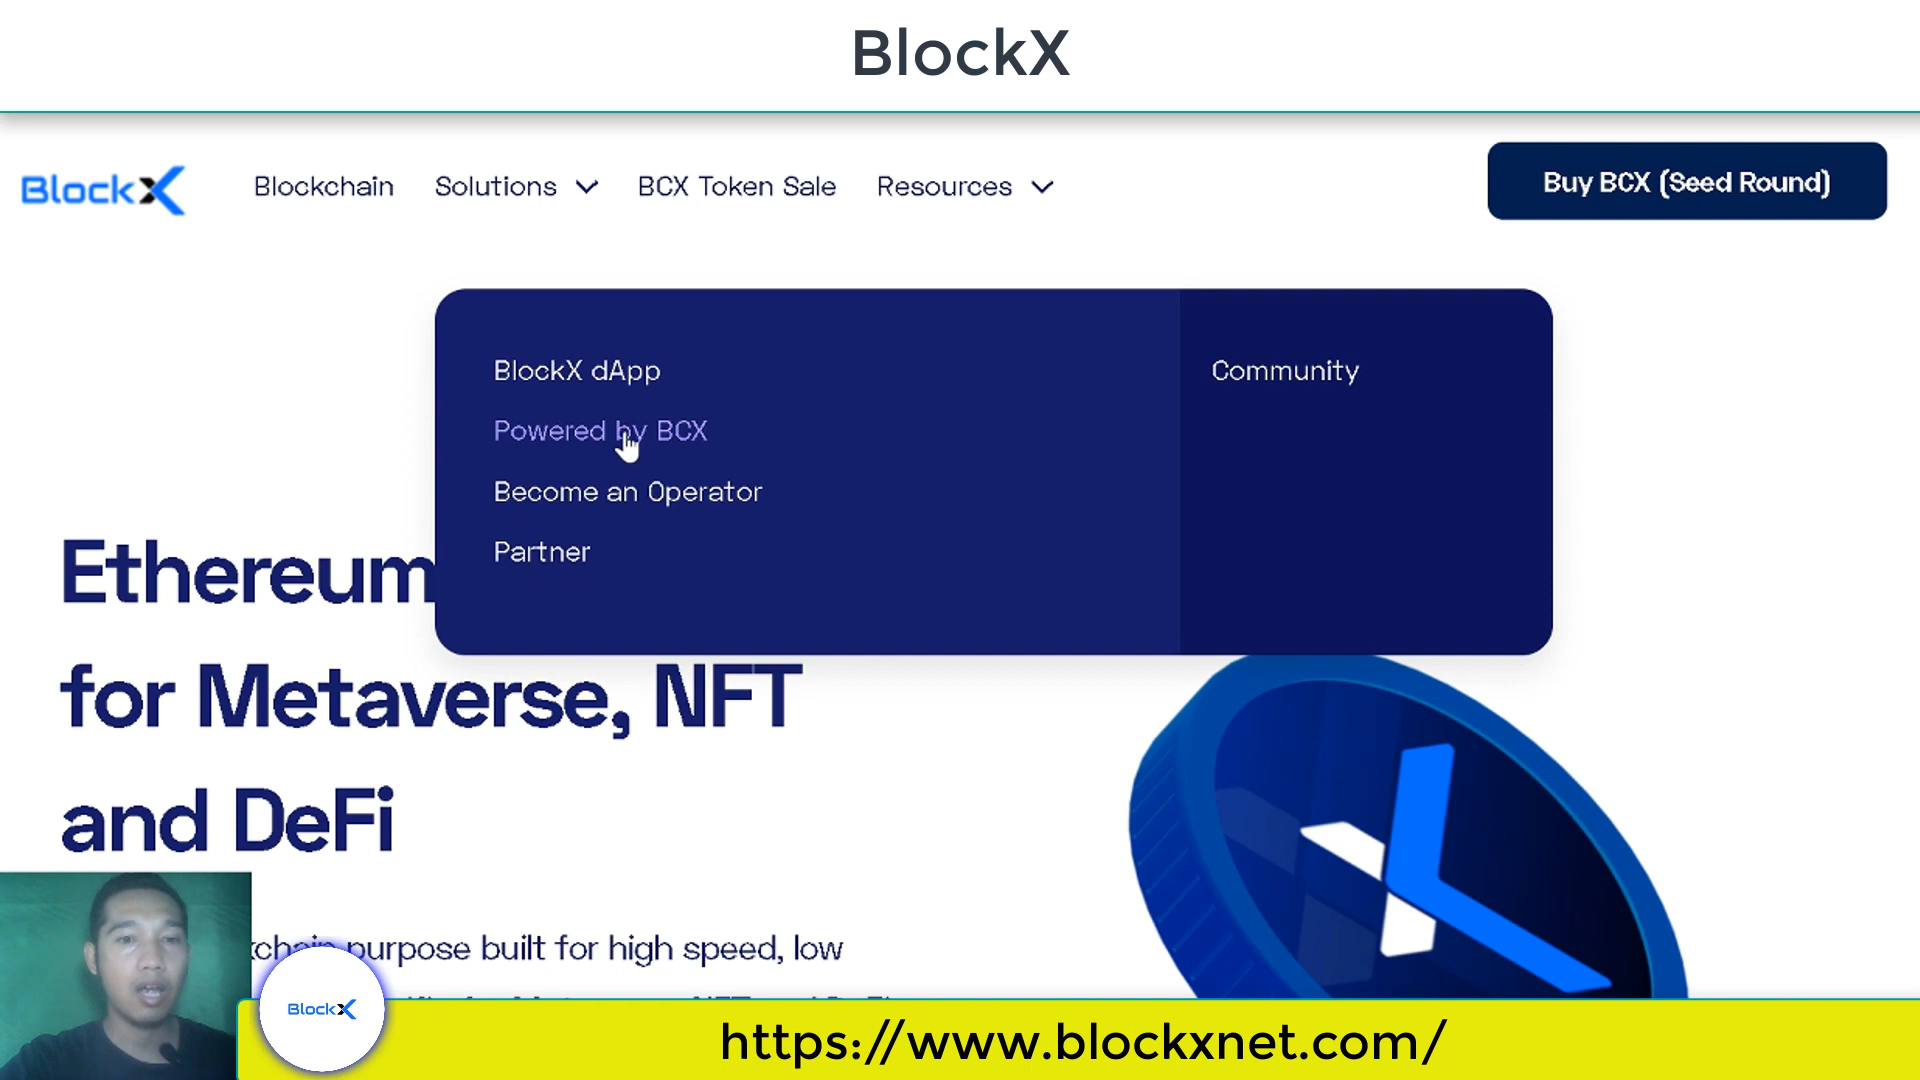 BlockX
BlockX
Blockchain Solutions BCX Token Sale Resources
Buy BCX (Seed Round)
BlockX dApp
Community
Powered by BCX
Become an Operator
Partner
Ethereum
for Metaverse, NFT
and DeFi
purpose built for high speed, low
BlockX
https://www.blockxnet.com/